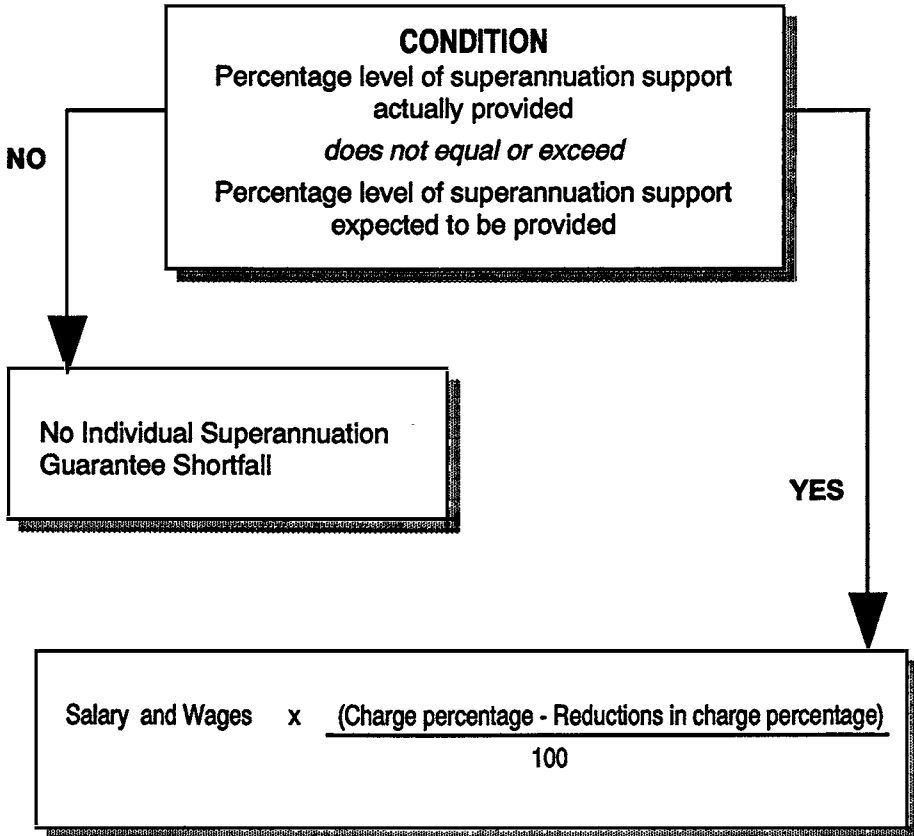 CONDITION
Percentage level of superannuation support
actually provided
does not equal or exceed
Percentage level of superannuation support
expected to be provided
NO
No Individual Superannuation
Guarantee Shortfall
YES
Salary and Wages x (Charge percentage - Reductions in charge percentage)
100